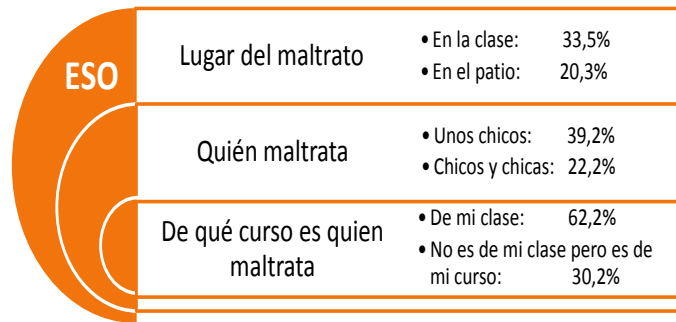 ESO
Lugar del maltrato
• En la clase: 33,5%
• En el patio: 20,3%
Quién maltrata
• Unos chicos: 39,2%
• Chicos y chicas: 22,2%
De qué curso es quien
maltrata
• De mi clase: 62,2%
• No es de mi clase pero es de
mi curso: 30,2%